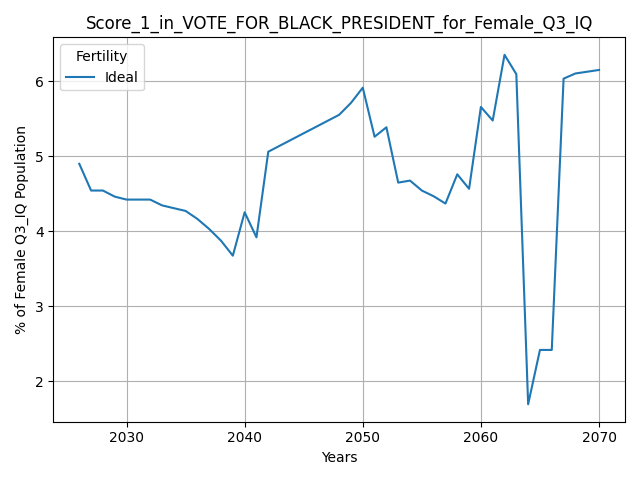 Score_1_in_VOTE_FOR_BLACK_PRESIDENT_for_Female_Q3_IQ
Fertility
Ideal
% of Female Q3_IQ Population
6
5
4
3
2
2030 2040 2050 2060 2070
Years